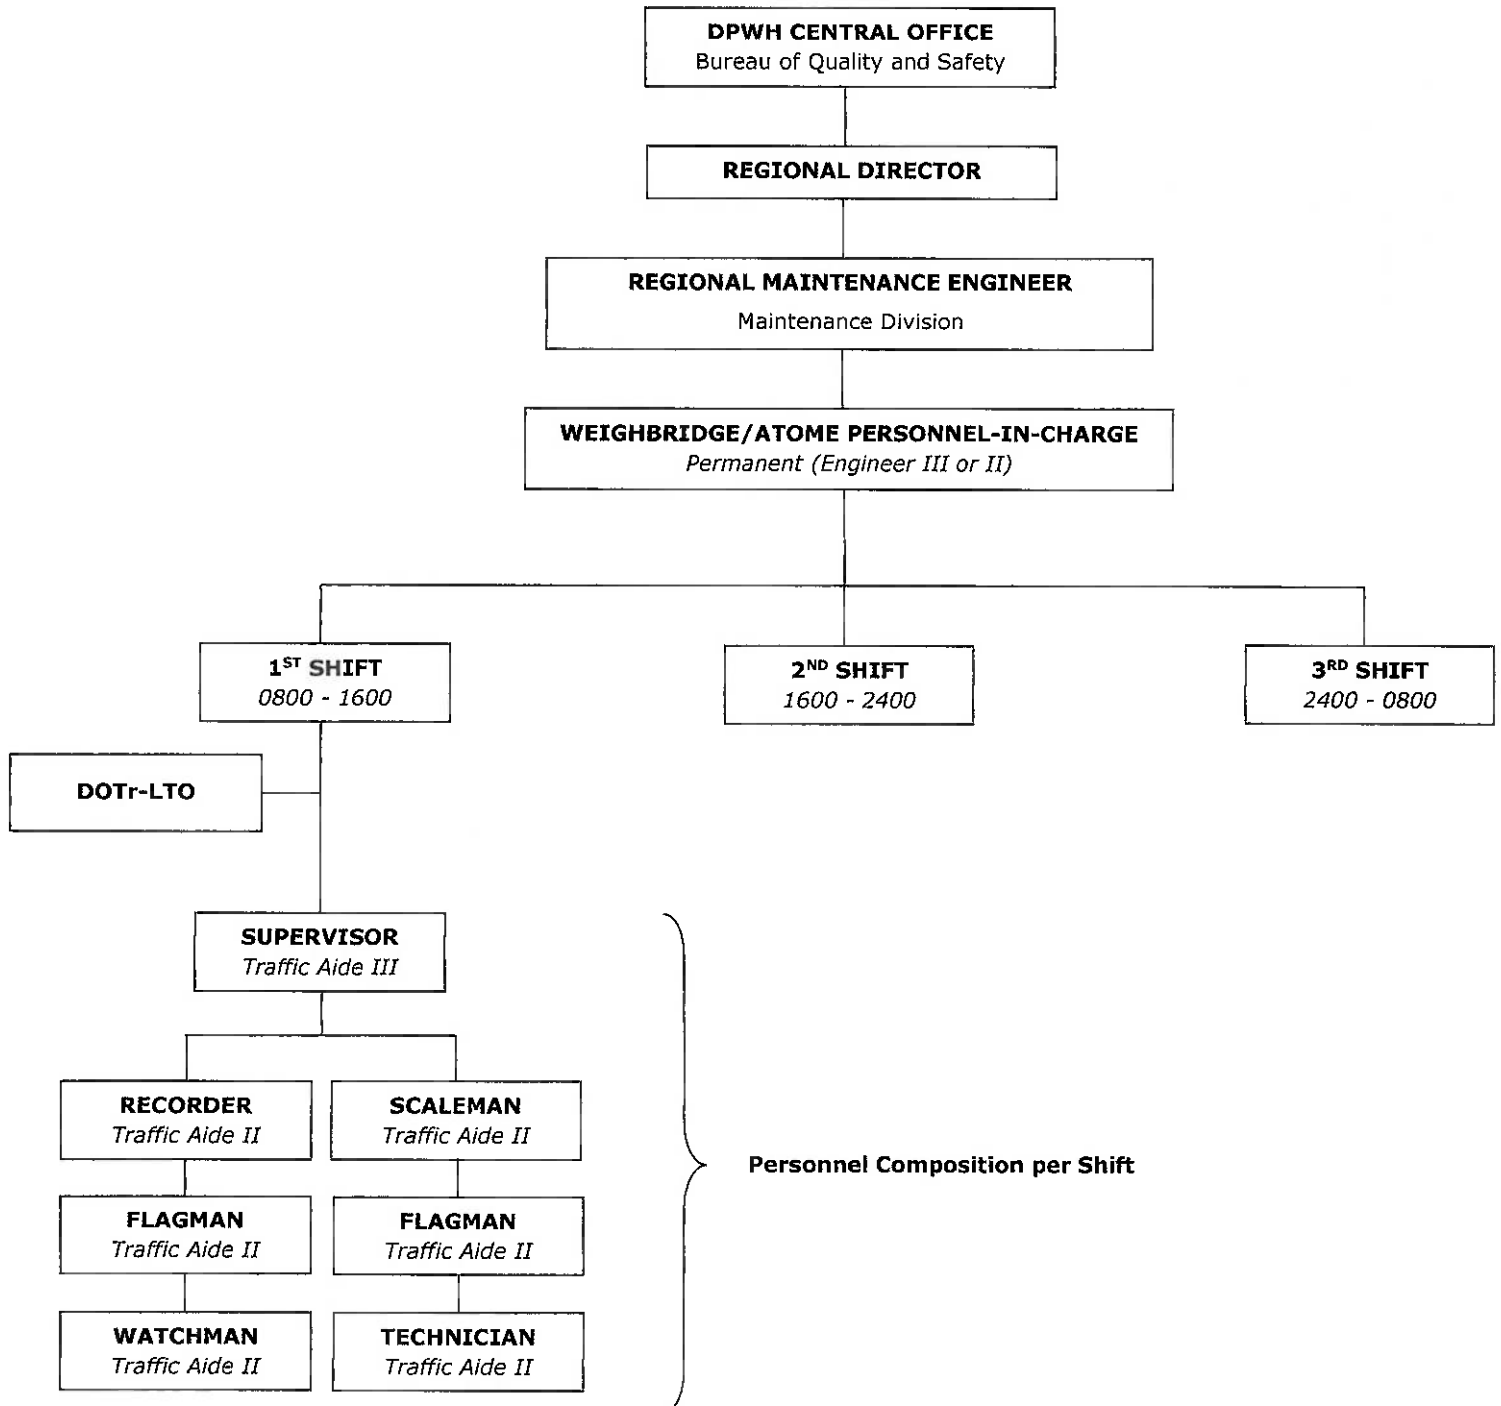 DPWH CENTRAL OFFICE
Bureau of Quality and Safety
REGIONAL DIRECTOR
REGIONAL MAINTENANCE ENGINEER
Maintenance Division
WEIGHBRIDGE/ATOME PERSONNEL-IN-CHARGE
Permanent (Engineer III or II)
1ST SHIFT
0800 - 1600
2ND SHIFT
1600 - 2400
3RD SHIFT
2400 - 0800
DOTr-LTO
SUPERVISOR
Traffic Aide III
RECORDER
Traffic Aide II
SCALEMAN
Traffic Aide II
FLAGMAN
Traffic Aide II
FLAGMAN
Traffic Aide II
WATCHMAN
Traffic Aide II
TECHNICIAN
Traffic Aide II
Personnel Composition per Shift